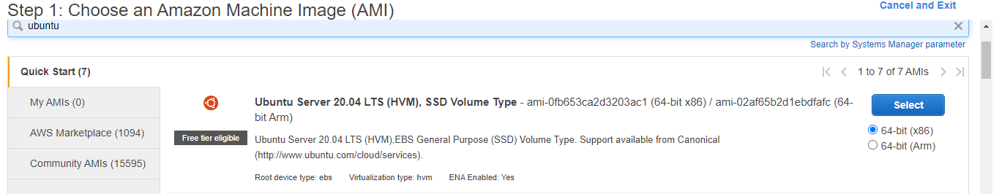 Step 1: Choose an Amazon Machine Image (AMI)
Cancel and Exit
ubuntu
Search by Systems Manager parameter
Quick Start (7)
1 to 7 of 7 AMIs
My AMIs (0)
AWS Marketplace (1094)
Community AMIs (15595)
Ubuntu Server 20.04 LTS (HVM), SSD Volume Type - ami-0fb653ca2d3203ac1 (64-bit x86) / ami-02af65b2d1ebdfafc (64-
bit Arm)
Free tier eligible
Ubuntu Server 20.04 LTS (HVM),EBS General Purpose (SSD) Volume Type. Support available from Canonical
(http://www.ubuntu.com/cloud/services).
Root device type: ebs Virtualization type: hvm ENA Enabled: Yes
Select
64-bit (x86)
64-bit (Arm)